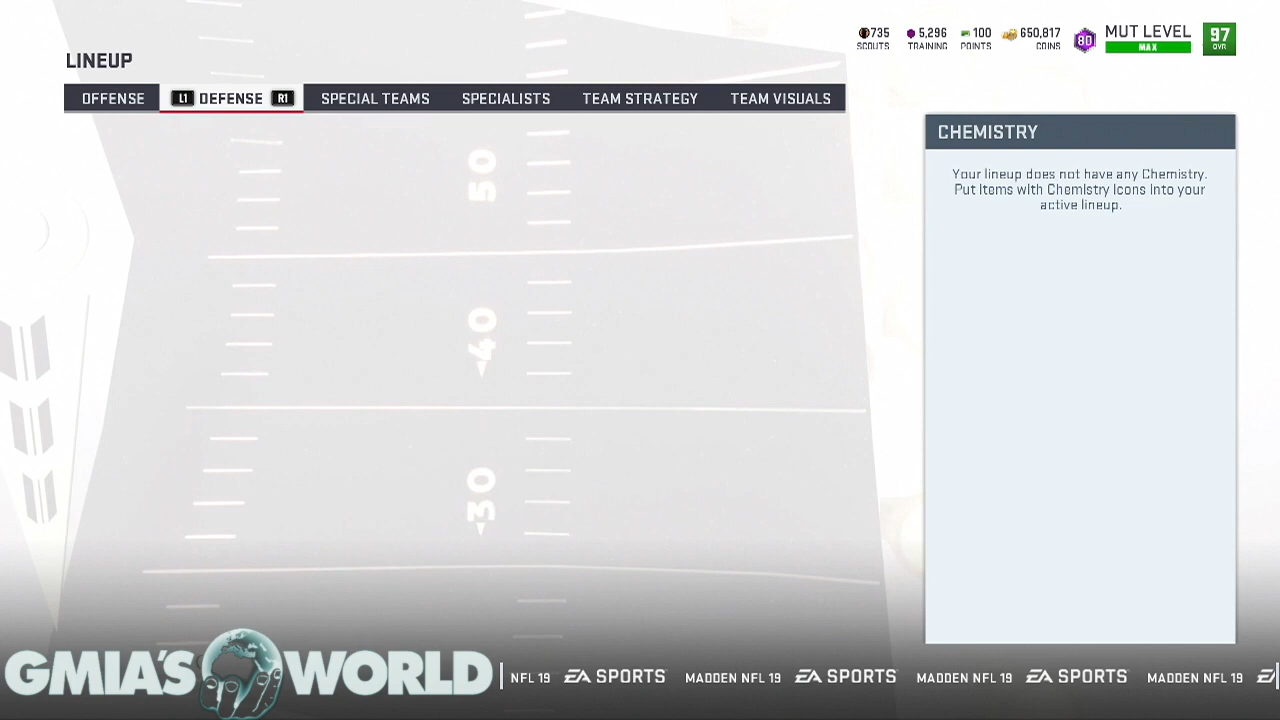 LINEUP
735 SCOUTS
5,296 TRAINING
100 POINTS
650,817 COINS
80
MUT LEVEL
MAX
97 OVR
OFFENSE L1 DEFENSE R1 SPECIAL TEAMS SPECIALISTS TEAM STRATEGY TEAM VISUALS
CHEMISTRY
Your lineup does not have any Chemistry.
Put items with Chemistry icons into your
active lineup.
50
40
30
GMIA'S WORLD
NFL 19 EA SPORTS MADDEN NFL 19 EA SPORTS MADDEN NFL 19 EA SPORTS MADDEN NFL 19 EA